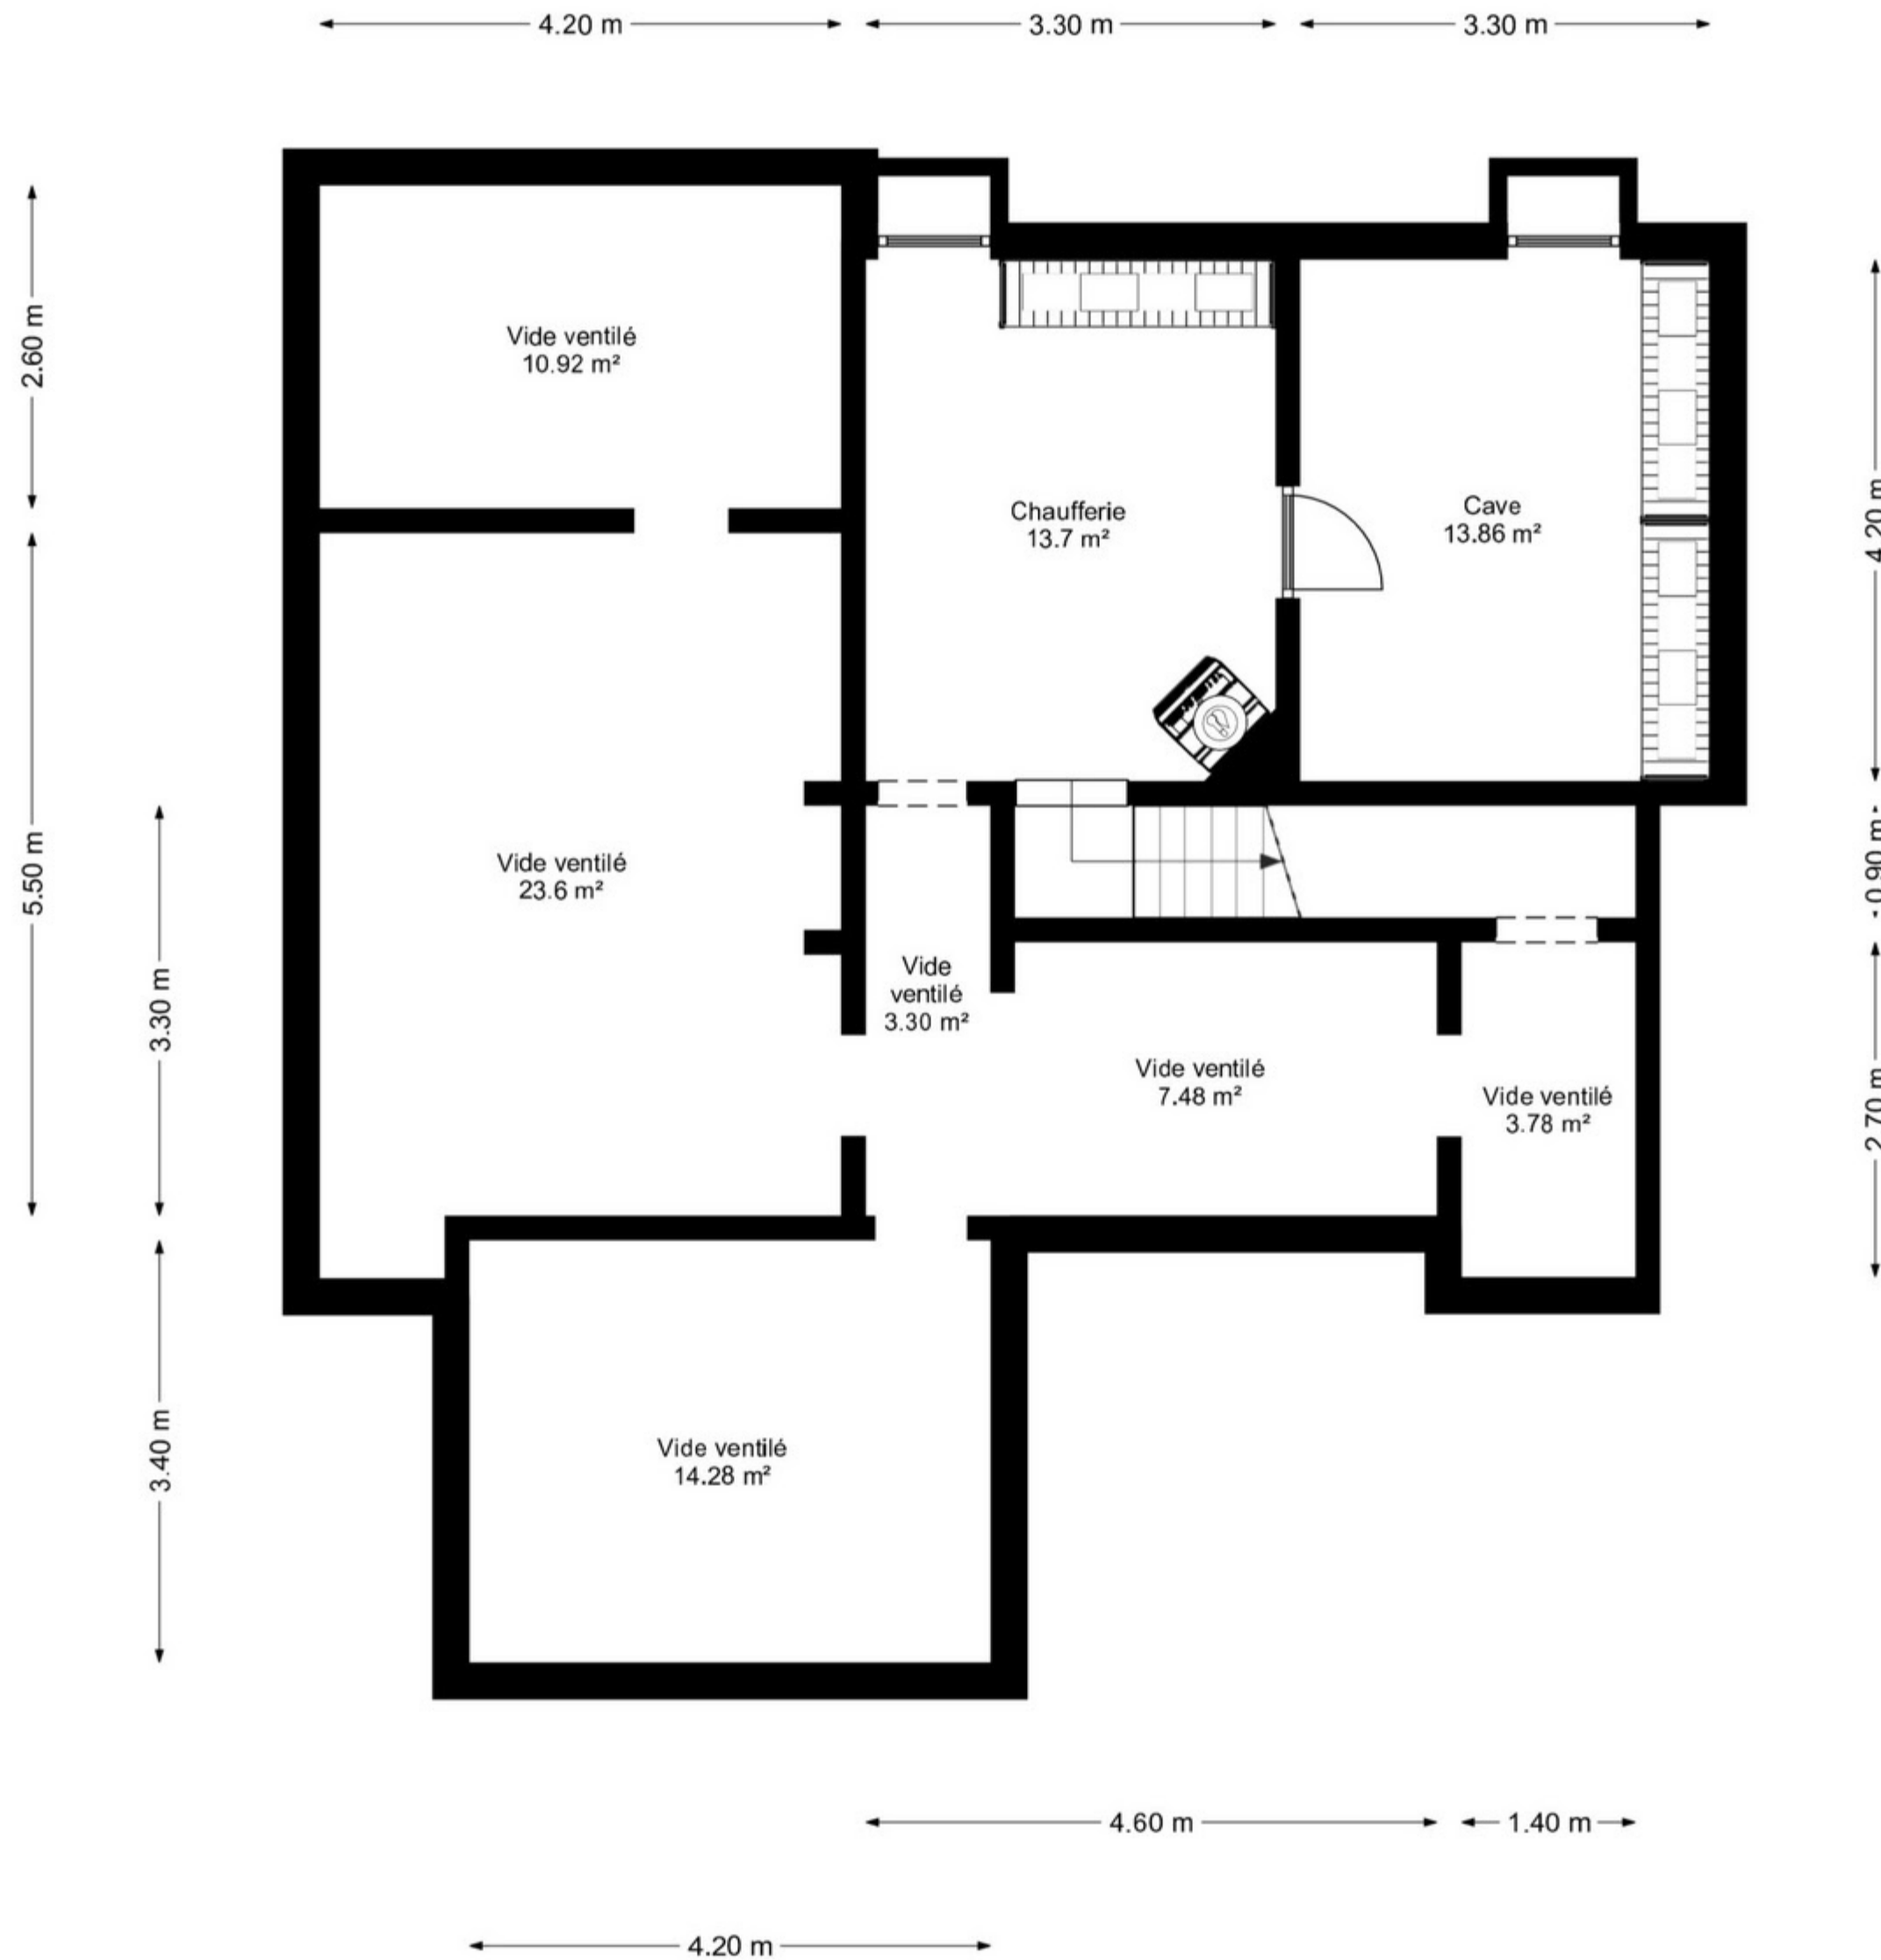 4.20 m
3.30 m
3.30 m
2.60 m
Vide ventilé
10.92 m²
Chaufferie
13.7 m²
Cave
13.86 m²
4.20 m
5.50 m
Vide ventilé
23.6 m²
0.90 m
3.30 m
Vide
ventilé
3.30 m²
Vide ventilé
7.48 m²
Vide ventilé
3.78 m²
2.70 m
3.40 m
Vide ventilé
14.28 m²
4.60 m
1.40 m
4.20 m